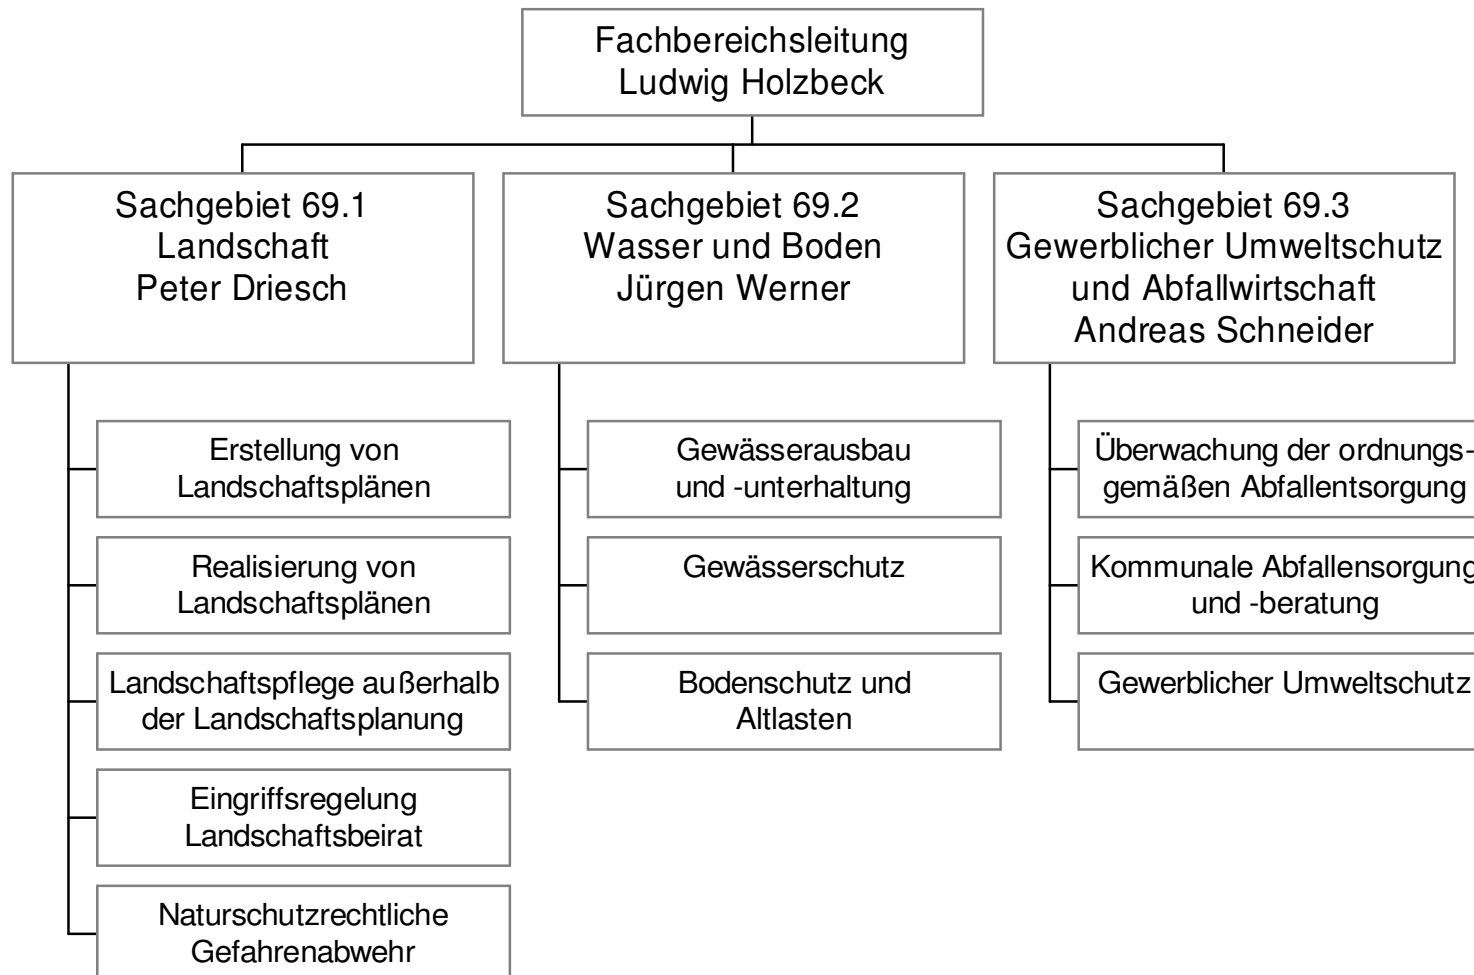 Fachbereichsleitung
Ludwig Holzbeck
Sachgebiet 69.1
Landschaft
Peter Driesch
Sachgebiet 69.2
Wasser und Boden
Jürgen Werner
Sachgebiet 69.3
Gewerblicher Umweltschutz
und Abfallwirtschaft
Andreas Schneider
Erstellung von
Landschaftsplänen
Realisierung von
Landschaftsplänen
Landschaftspflege außerhalb
der Landschaftsplanung
Eingriffsregelung
Landschaftsbeirat
Naturschutzrechtliche
Gefahrenabwehr
Gewässerausbau
und -unterhaltung
Gewässerschutz
Bodenschutz und
Altlasten
Überwachung der ordnungs-
gemäßen Abfallentsorgung
Kommunale Abfallensorgung
und -beratung
Gewerblicher Umweltschutz